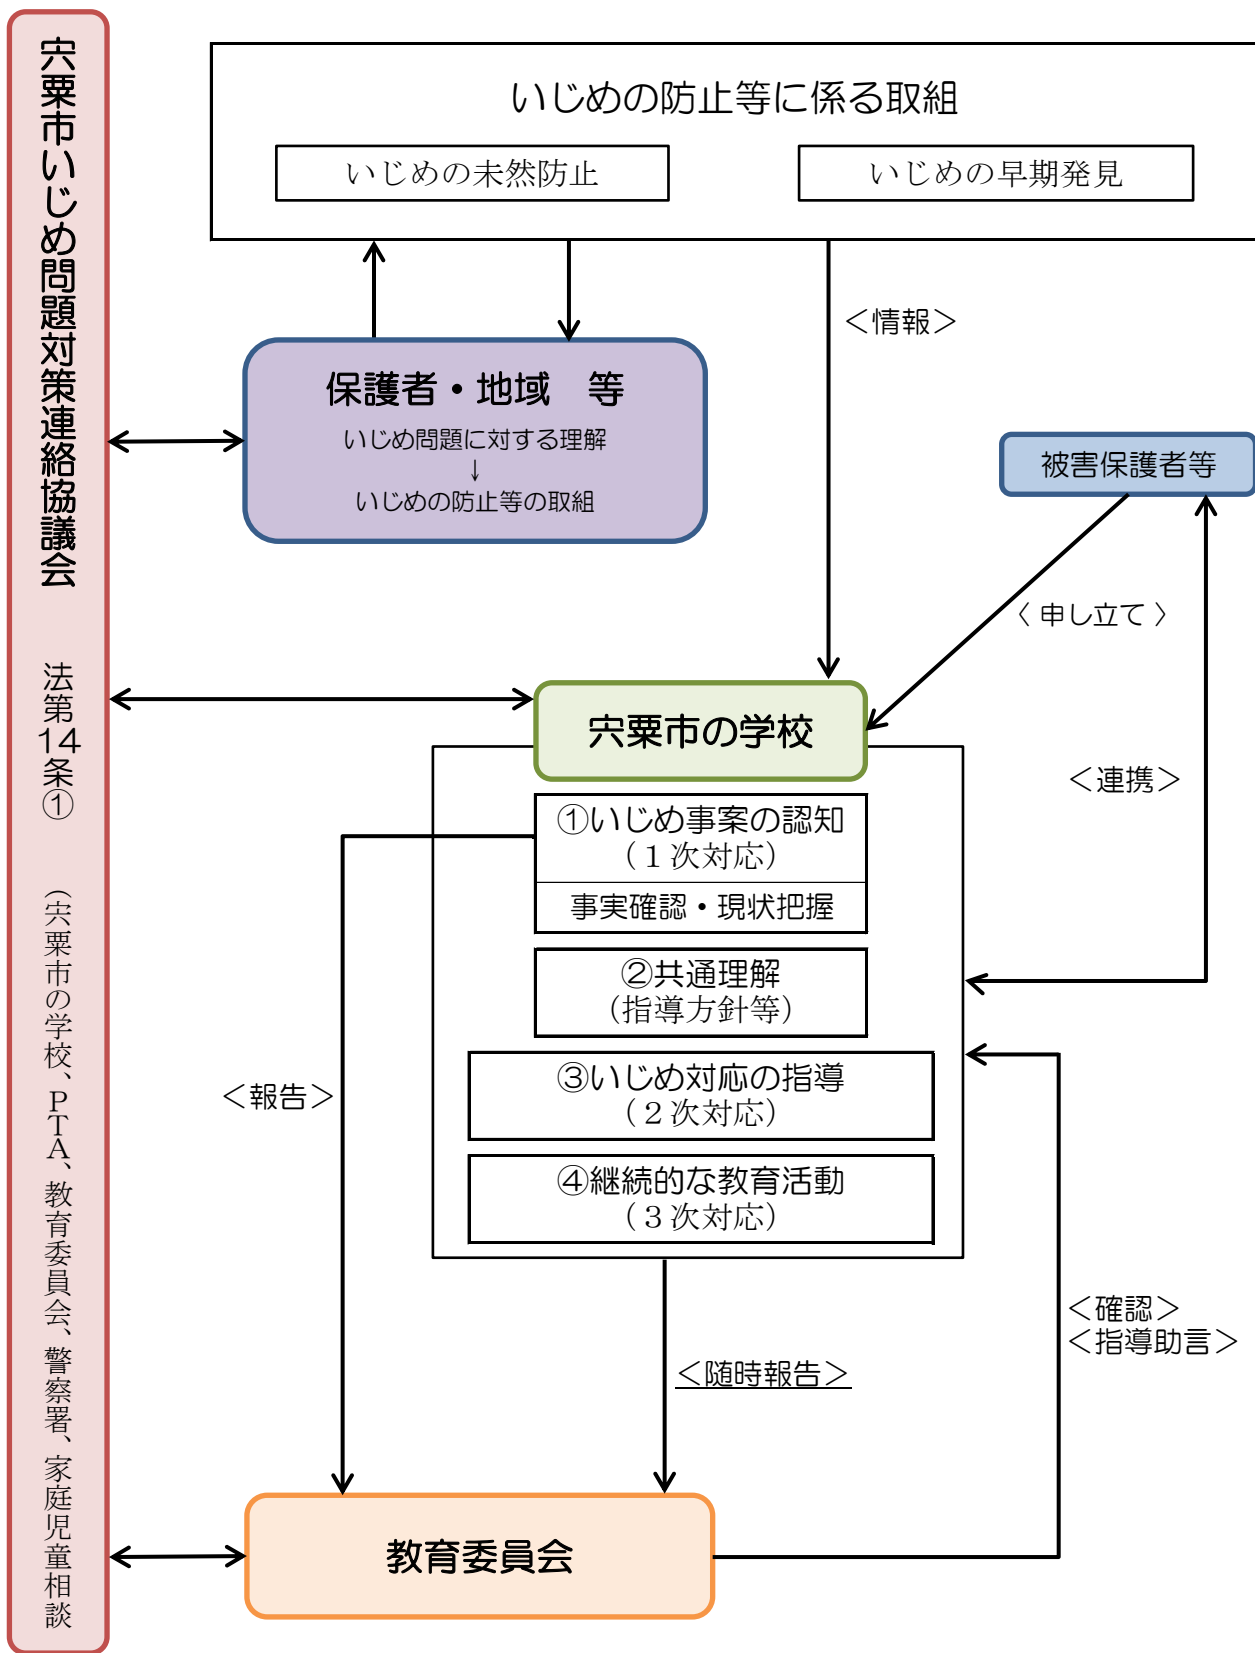 宍粟市いじめ問題対策連絡協議会　法第14条①　（宍粟市の学校、PTA、教育委員会、警察署、家庭児童相談
いじめの防止等に係る取組
いじめの未然防止
いじめの早期発見
＜情報＞
保護者・地域　等
いじめ問題に対する理解
↓
いじめの防止等の取組
被害保護者等
〈 申し立て 〉
宍粟市の学校
＜連携＞
①いじめ事案の認知
（１次対応）
事実確認・現状把握
②共通理解
（指導方針等）
③いじめ対応の指導
（２次対応）
＜報告＞
④継続的な教育活動
（３次対応）
＜確認＞
＜指導助言＞
＜随時報告＞
教育委員会